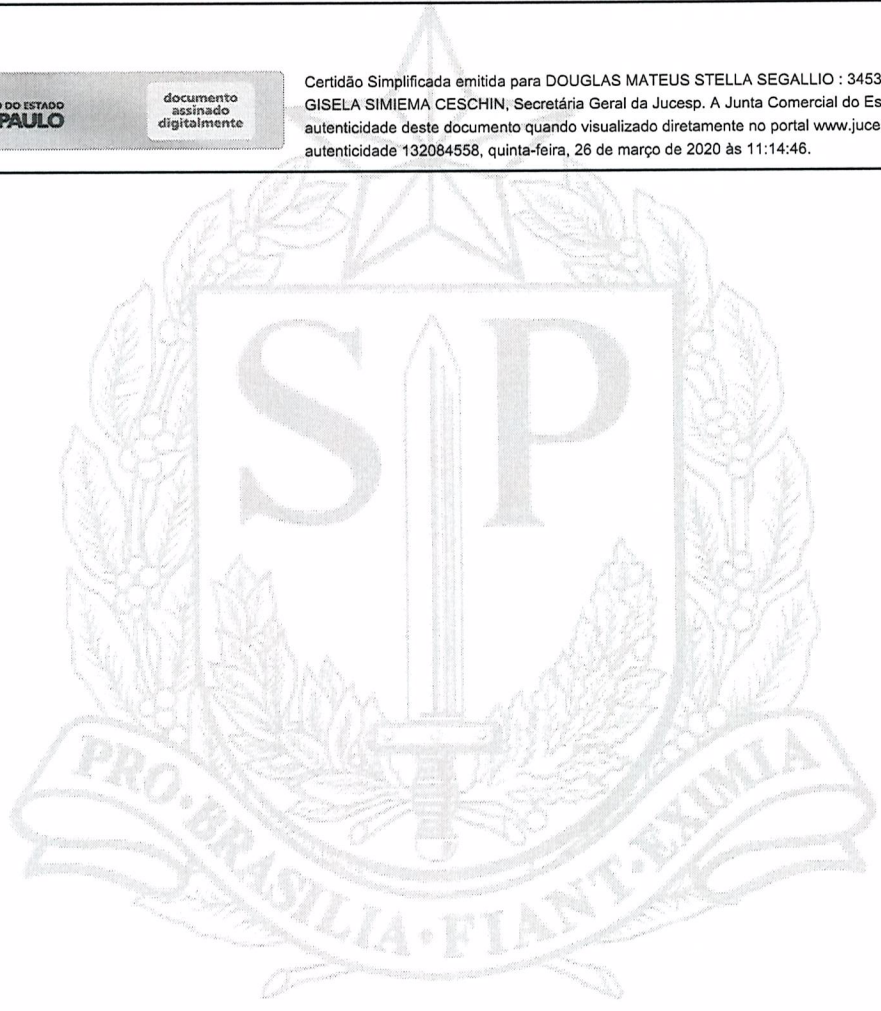 DO ESTADO
PAULO
documento
assinado
digitalmente
Certidão Simplificada emitida para DOUGLAS MATEUS STELLA SEGALLIO : 3453
GISELA SIMIEMA CESCHIN, Secretária Geral da Jucesp. A Junta Comercial do Es
autenticidade deste documento quando visualizado diretamente no portal www.juce
autenticidade 132084558, quinta-feira, 26 de março de 2020 às 11:14:46.
SP
PRO·BRASILIA·FIANT·EXIMIA